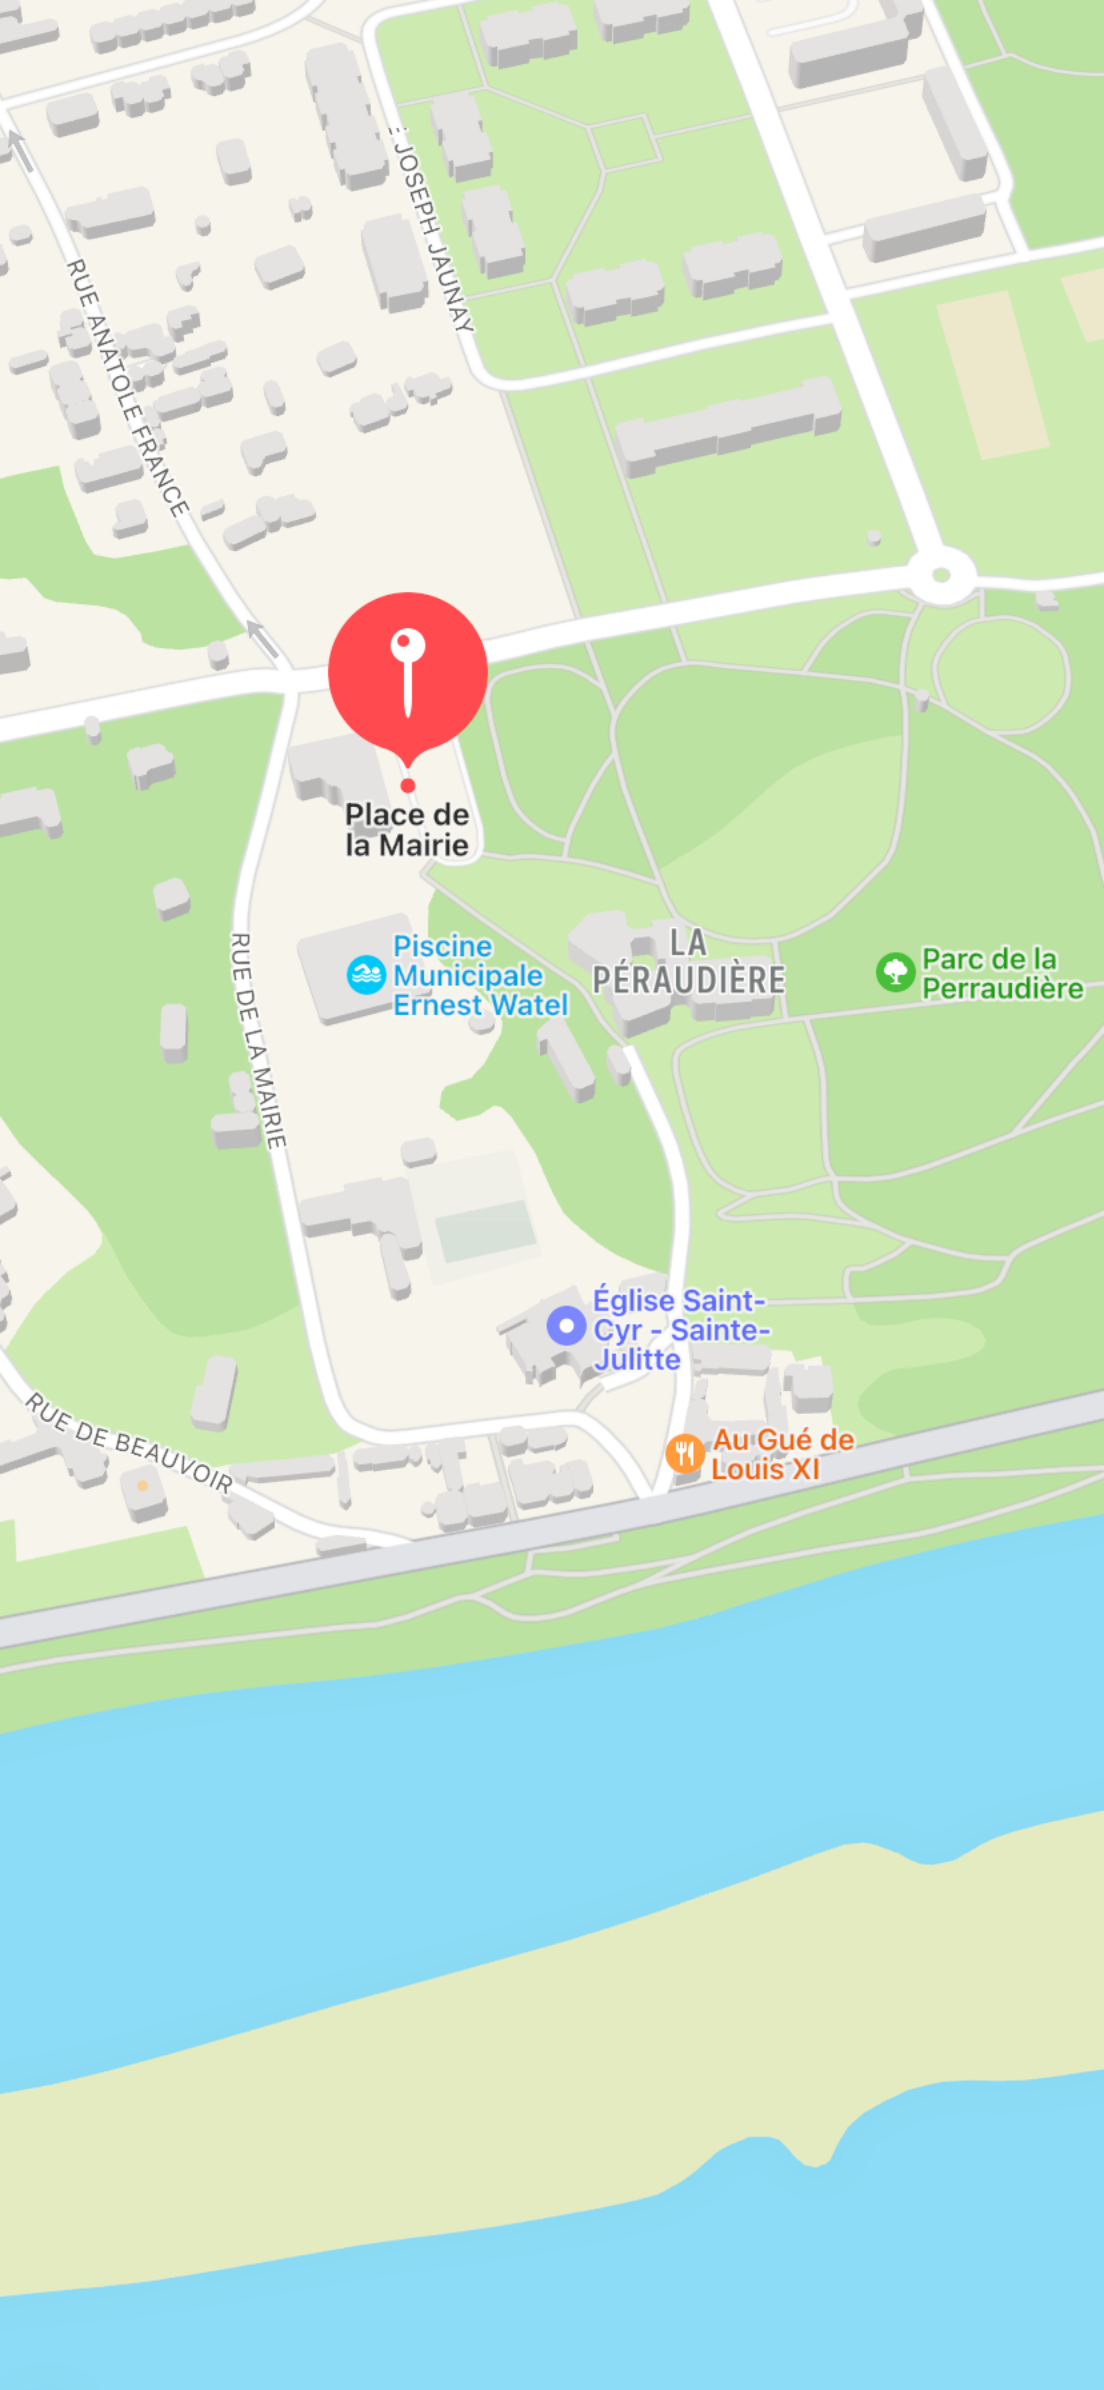 JOSEPH JAUNAY
RUE ANATOLE FRANCE
Place de
la Mairie
RUE DE LA MAIRIE
Piscine
Municipale
Ernest Watel
LA
PÉRAUDIÈRE
Parc de la
Perraudière
Église Saint-
Cyr - Sainte-
Julitte
RUE DE BEAUVOIR
Au Gué de
Louis XI